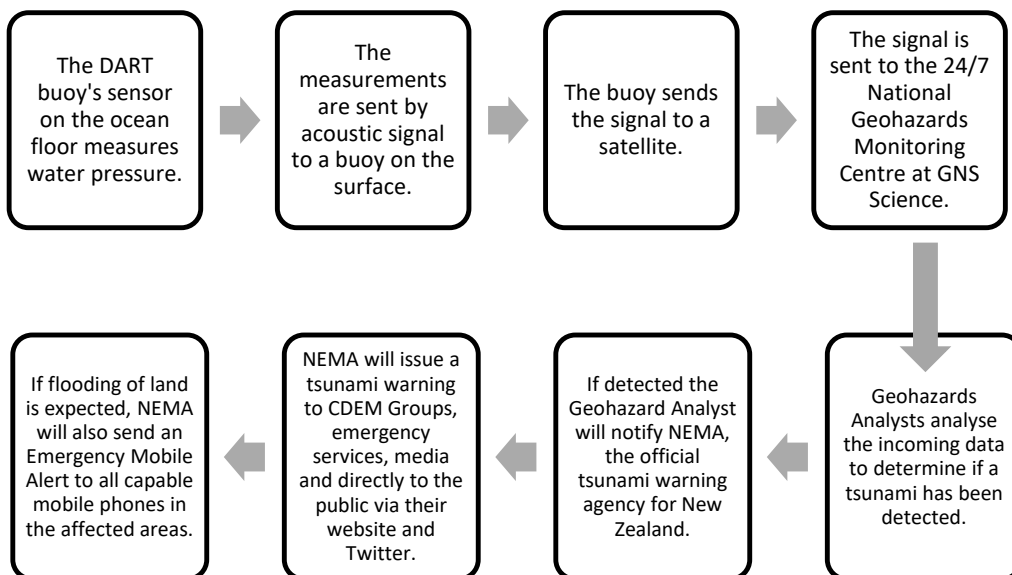 The DART
buoy's sensor
on the ocean
floor measures
water pressure.
The
measurements
are sent by
acoustic signal
to a buoy on the
surface.
The buoy sends
the signal to a
satellite.
The signal is
sent to the 24/7
National
Geohazards
Monitoring
Centre at GNS
Science.
Geohazards
Analysts analyse
the incoming data
to determine if a
tsunami has been
detected.
If detected the
Geohazard Analyst
will notify NEMA,
the official
tsunami warning
agency for New
Zealand.
NEMA will issue a
tsunami warning
to CDEM Groups,
emergency
services, media
and directly to the
public via their
website and
Twitter.
If flooding of land
is expected, NEMA
will also send an
Emergency Mobile
Alert to all capable
mobile phones in
the affected areas.